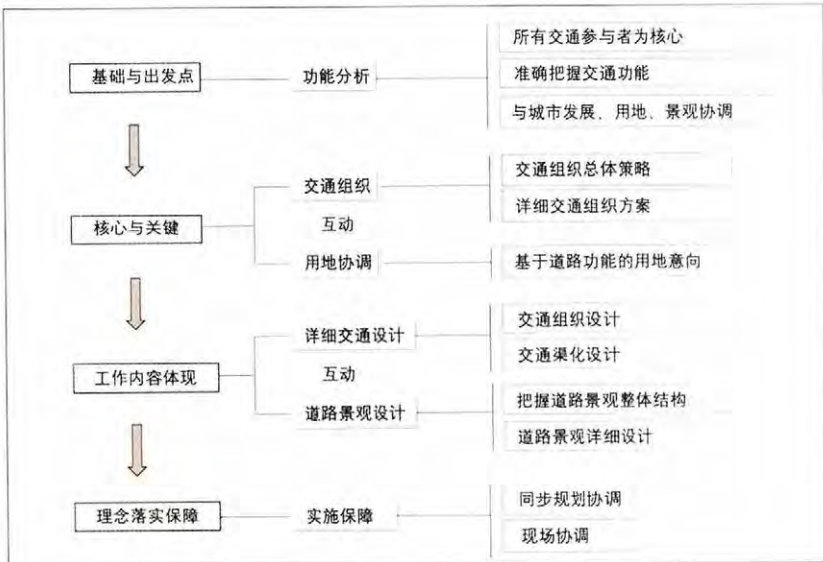 所有交通参与者为核心
基础与出发点
功能分析
准确把握交通功能
与城市发展、用地、景观协调
交通组织
交通组织总体策略
核心与关键
互动
详细交通组织方案
用地协调
基于道路功能的用地意向
详细交通设计
交通组织设计
工作内容体现
互动
交通渠化设计
道路景观设计
把握道路景观整体结构
道路景观详细设计
理念落实保障
实施保障
同步规划协调
现场协调